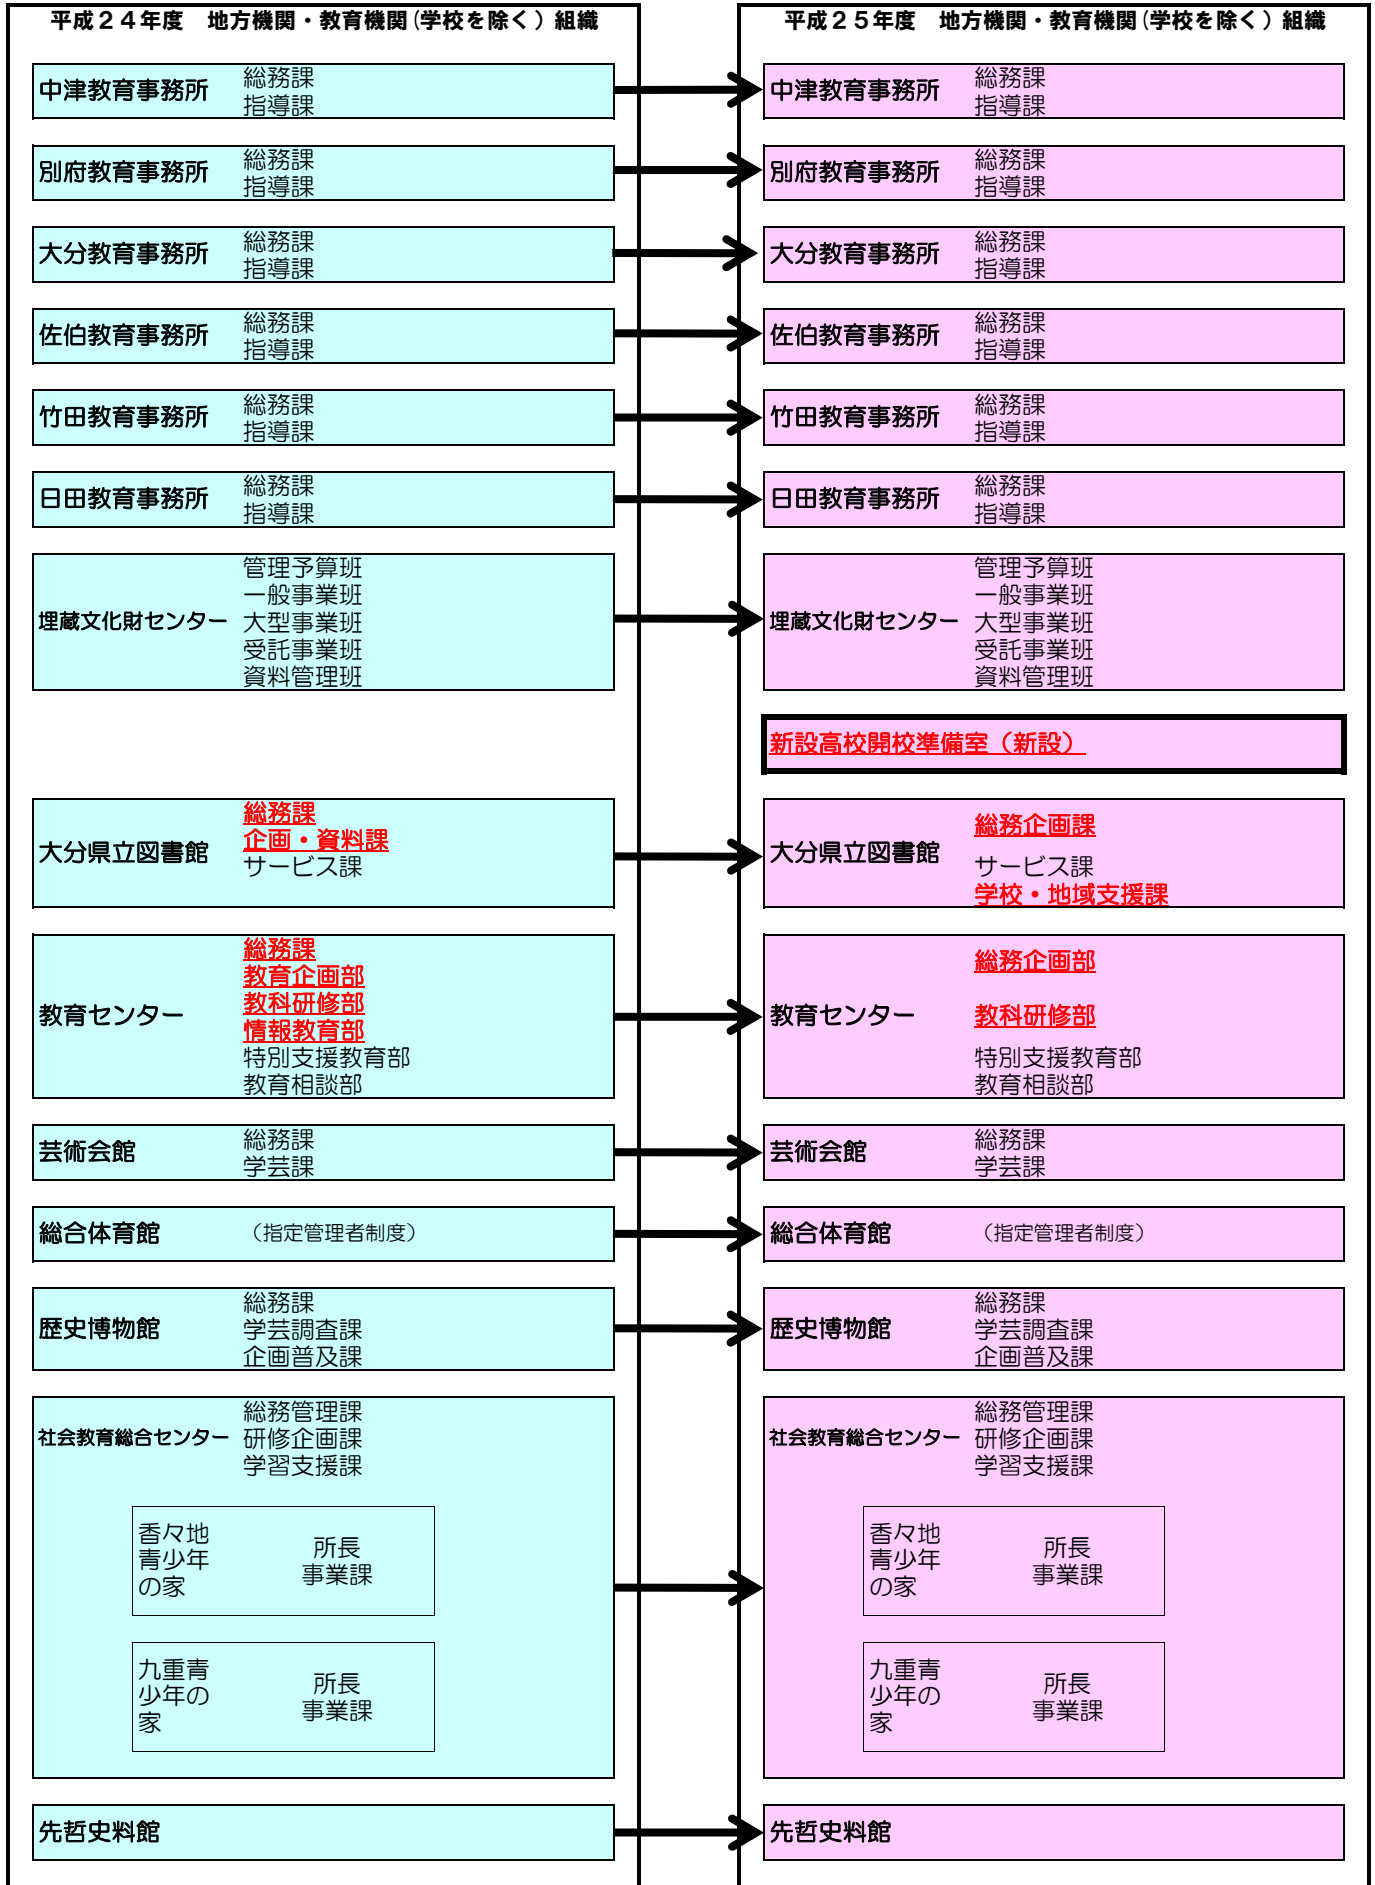 平成２４年度　地方機関・教育機関(学校を除く）組織
中津教育事務所
総務課
指導課
別府教育事務所
総務課
指導課
大分教育事務所
総務課
指導課
佐伯教育事務所
総務課
指導課
竹田教育事務所
総務課
指導課
日田教育事務所
総務課
指導課
埋蔵文化財センター
管理予算班
一般事業班
大型事業班
受託事業班
資料管理班
大分県立図書館
総務課
企画・資料課
サービス課
教育センター
総務課
教育企画部
教科研修部
情報教育部
特別支援教育部
教育相談部
芸術会館
総務課
学芸課
総合体育館
（指定管理者制度）
歴史博物館
総務課
学芸調査課
企画普及課
社会教育総合センター
総務管理課
研修企画課
学習支援課
香々地
青少年
の家
所長
事業課
九重青
少年の
家
所長
事業課
先哲史料館
平成２５年度　地方機関・教育機関(学校を除く）組織
中津教育事務所
総務課
指導課
別府教育事務所
総務課
指導課
大分教育事務所
総務課
指導課
佐伯教育事務所
総務課
指導課
竹田教育事務所
総務課
指導課
日田教育事務所
総務課
指導課
埋蔵文化財センター
管理予算班
一般事業班
大型事業班
受託事業班
資料管理班
新設高校開校準備室（新設）
大分県立図書館
総務企画課
サービス課
学校・地域支援課
教育センター
総務企画部
教科研修部
特別支援教育部
教育相談部
芸術会館
総務課
学芸課
総合体育館
（指定管理者制度）
歴史博物館
総務課
学芸調査課
企画普及課
社会教育総合センター
総務管理課
研修企画課
学習支援課
香々地
青少年
の家
所長
事業課
九重青
少年の
家
所長
事業課
先哲史料館